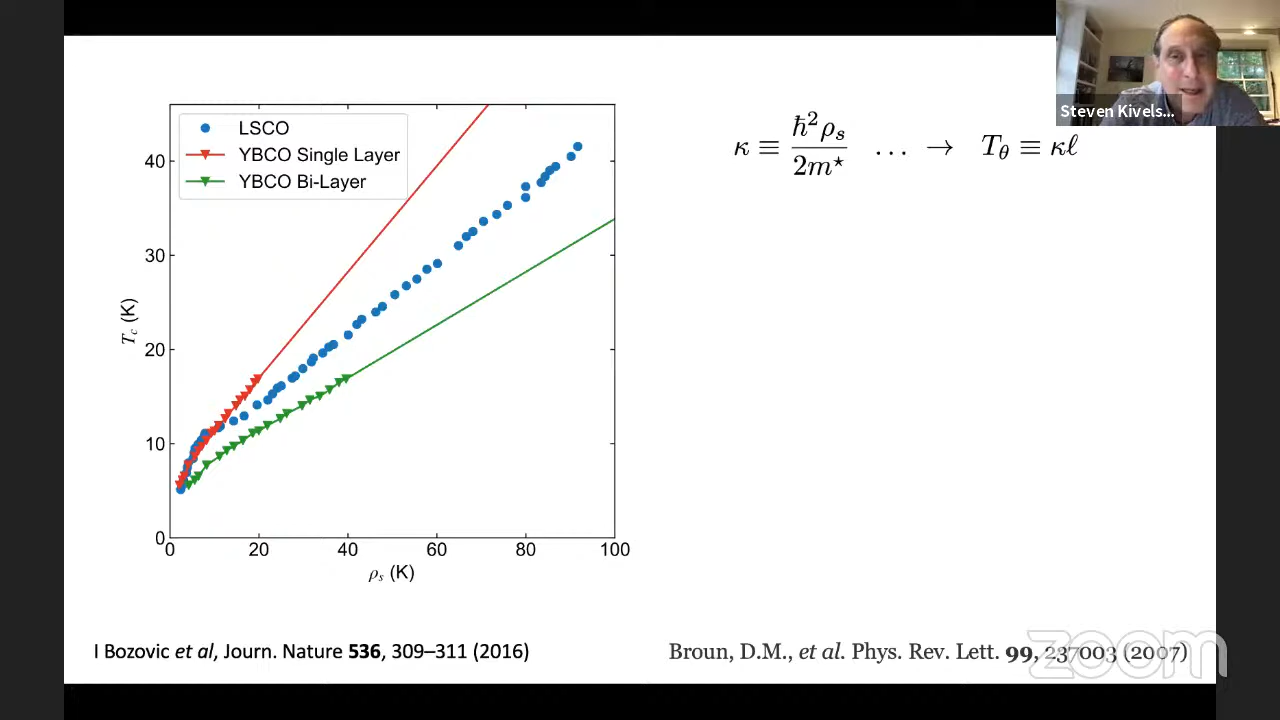 LSCO
YBCO Single Layer
YBCO Bi-Layer
40
30
20
10
0
0 20 40 60 80 100
T_c (K)
ρ_s (K)
κ ≡ ħ²ρ_s / 2m⋆ … → T_θ ≡ κℓ
Steven Kivels...
I Bozovic et al, Journ. Nature 536, 309–311 (2016)
Broun, D.M., et al. Phys. Rev. Lett. 99, 237003 (2007)
zoom